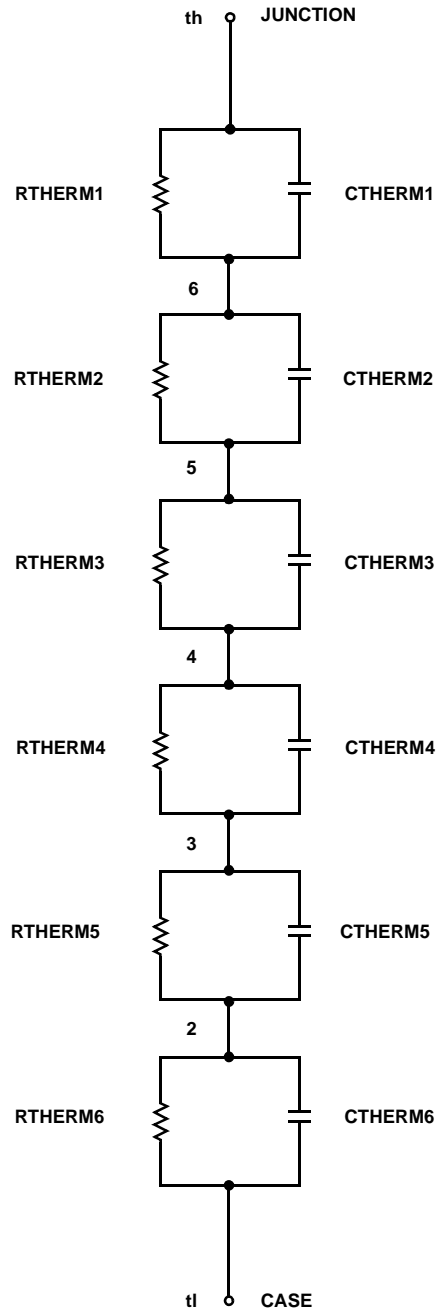 th JUNCTION
RTHERM1 CTHERM1
6
RTHERM2 CTHERM2
5
RTHERM3 CTHERM3
4
RTHERM4 CTHERM4
3
RTHERM5 CTHERM5
2
RTHERM6 CTHERM6
tl CASE